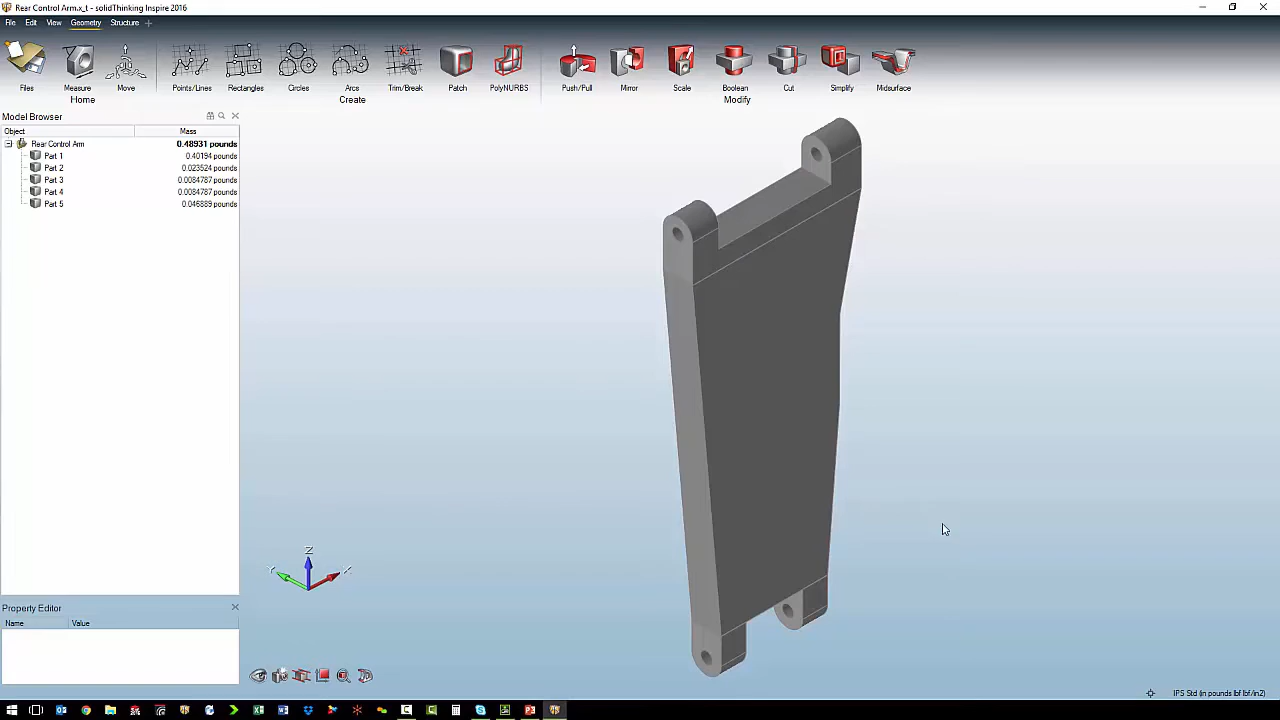 Rear Control Arm.x_t - solidThinking Inspire 2016
File Edit View Geometry Structure
Files Measure Move Points/Lines Rectangles Circles Arcs Trim/Break Patch PolyNURBS Push/Pull Mirror Scale Boolean Cut Simplify Midsurface
Home Create Modify
Model Browser
Object Mass
Rear Control Arm 0.48931 pounds
Part 1 0.40194 pounds
Part 2 0.023524 pounds
Part 3 0.0084787 pounds
Part 4 0.0084787 pounds
Part 5 0.046889 pounds
Z
Y X
Property Editor
Name Value
IPS Std (in pounds lbf lbf/in2)